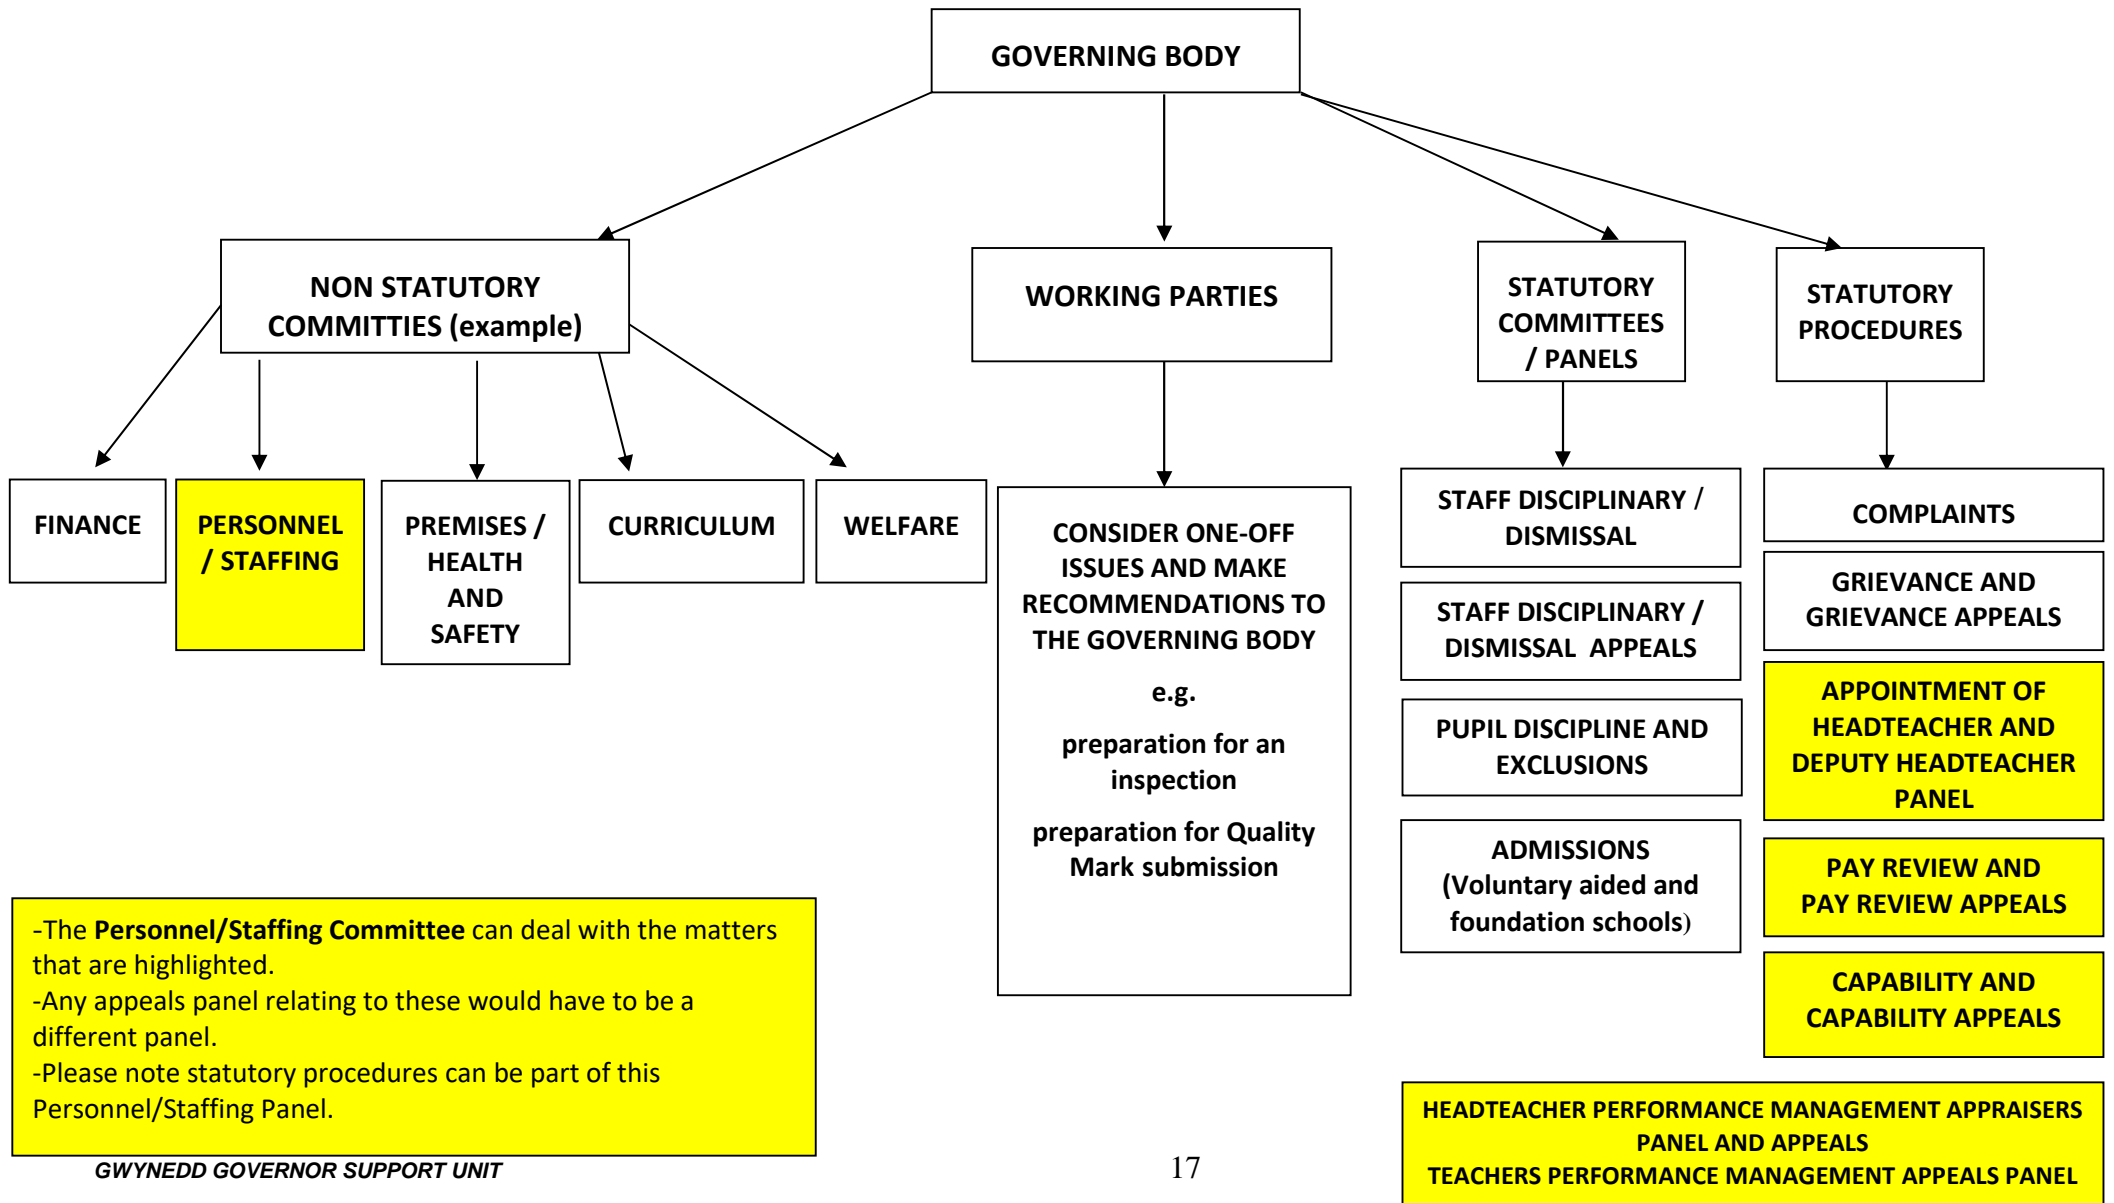 GOVERNING BODY
NON STATUTORY
COMMITTIES (example)
WORKING PARTIES
STATUTORY
COMMITTEES
/ PANELS
STATUTORY
PROCEDURES
FINANCE
PERSONNEL
/ STAFFING
PREMISES /
HEALTH
AND
SAFETY
CURRICULUM
WELFARE
CONSIDER ONE-OFF
ISSUES AND MAKE
RECOMMENDATIONS TO
THE GOVERNING BODY
e.g.
preparation for an
inspection
preparation for Quality
Mark submission
STAFF DISCIPLINARY /
DISMISSAL
STAFF DISCIPLINARY /
DISMISSAL APPEALS
PUPIL DISCIPLINE AND
EXCLUSIONS
ADMISSIONS
(Voluntary aided and
foundation schools)
COMPLAINTS
GRIEVANCE AND
GRIEVANCE APPEALS
APPOINTMENT OF
HEADTEACHER AND
DEPUTY HEADTEACHER
PANEL
PAY REVIEW AND
PAY REVIEW APPEALS
CAPABILITY AND
CAPABILITY APPEALS
HEADTEACHER PERFORMANCE MANAGEMENT APPRAISERS
PANEL AND APPEALS
TEACHERS PERFORMANCE MANAGEMENT APPEALS PANEL
-The Personnel/Staffing Committee can deal with the matters
that are highlighted.
-Any appeals panel relating to these would have to be a
different panel.
-Please note statutory procedures can be part of this
Personnel/Staffing Panel.
GWYNEDD GOVERNOR SUPPORT UNIT
17